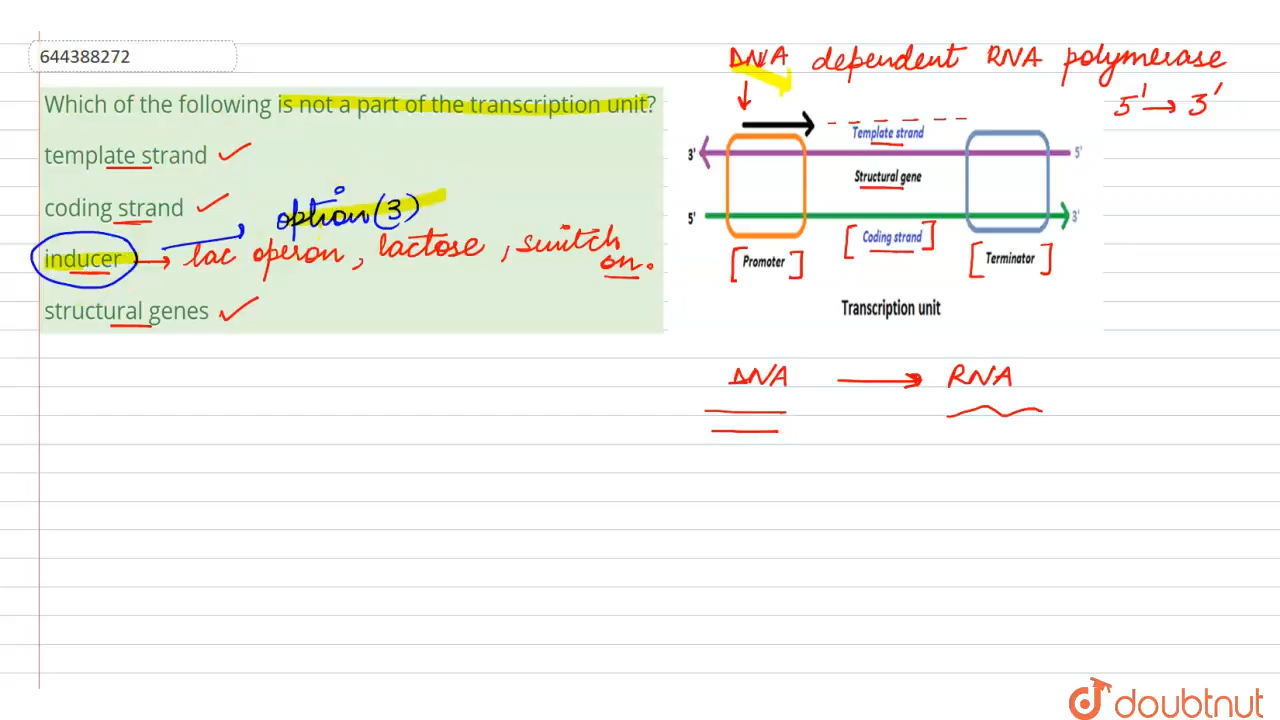 644388272
Which of the following is not a part of the transcription unit?
template strand
coding strand
option (3)
inducer → lac operon, lactose, switch on.
structural genes
DNA dependent RNA polymerase
5' → 3'
Template strand
3' 5'
Structural gene
5' 3'
[Coding strand]
[Promoter] [Terminator]
Transcription unit
DNA → RNA
doubtnut